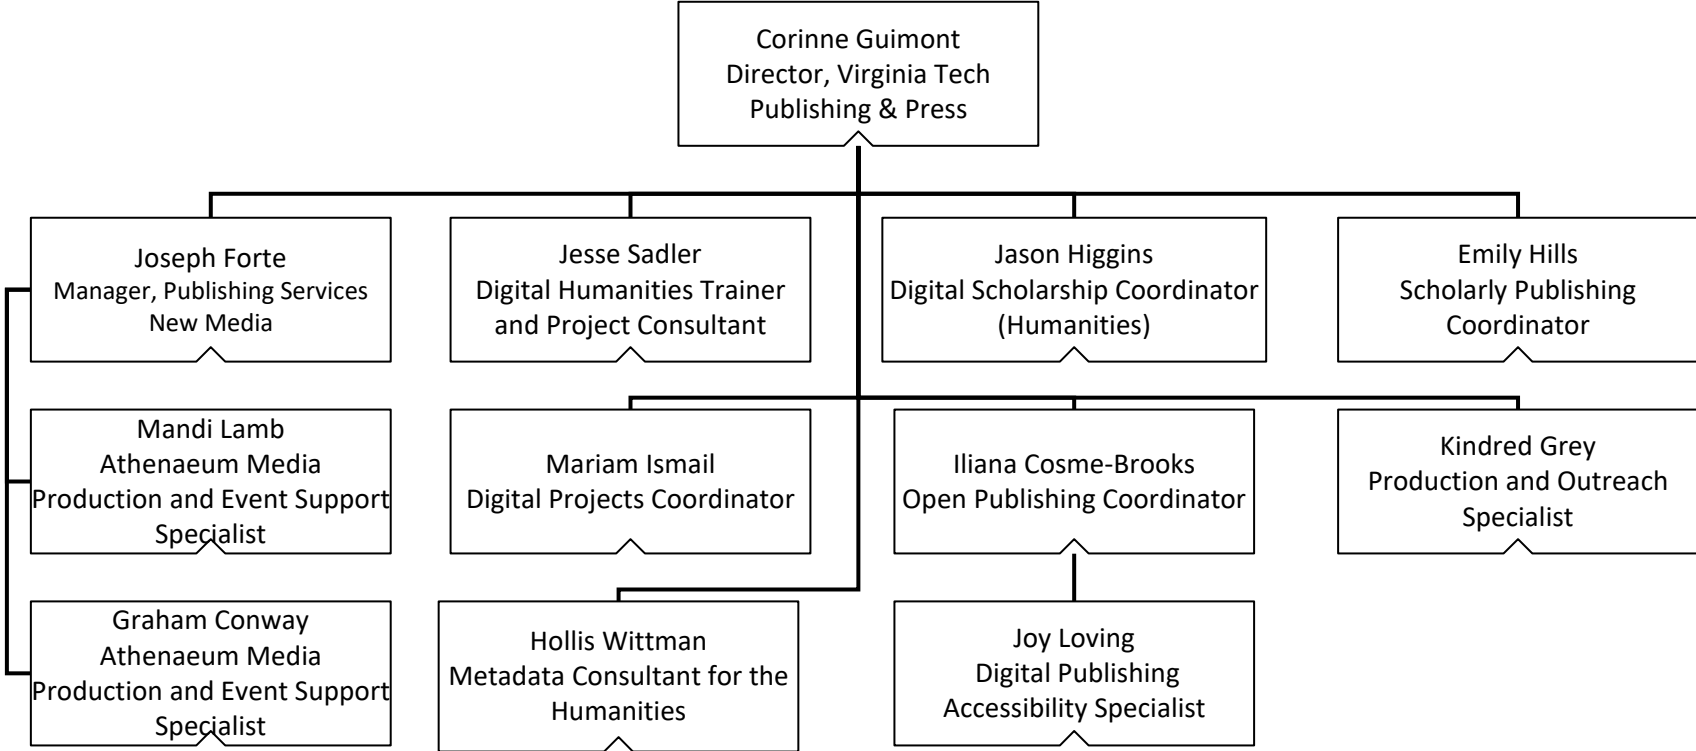 Corinne Guimont
Director, Virginia Tech
Publishing & Press
Joseph Forte
Manager, Publishing Services
New Media
Jesse Sadler
Digital Humanities Trainer
and Project Consultant
Jason Higgins
Digital Scholarship Coordinator
(Humanities)
Emily Hills
Scholarly Publishing
Coordinator
Mandi Lamb
Athenaeum Media
Production and Event Support
Specialist
Mariam Ismail
Digital Projects Coordinator
Iliana Cosme-Brooks
Open Publishing Coordinator
Kindred Grey
Production and Outreach
Specialist
Graham Conway
Athenaeum Media
Production and Event Support
Specialist
Hollis Wittman
Metadata Consultant for the
Humanities
Joy Loving
Digital Publishing
Accessibility Specialist